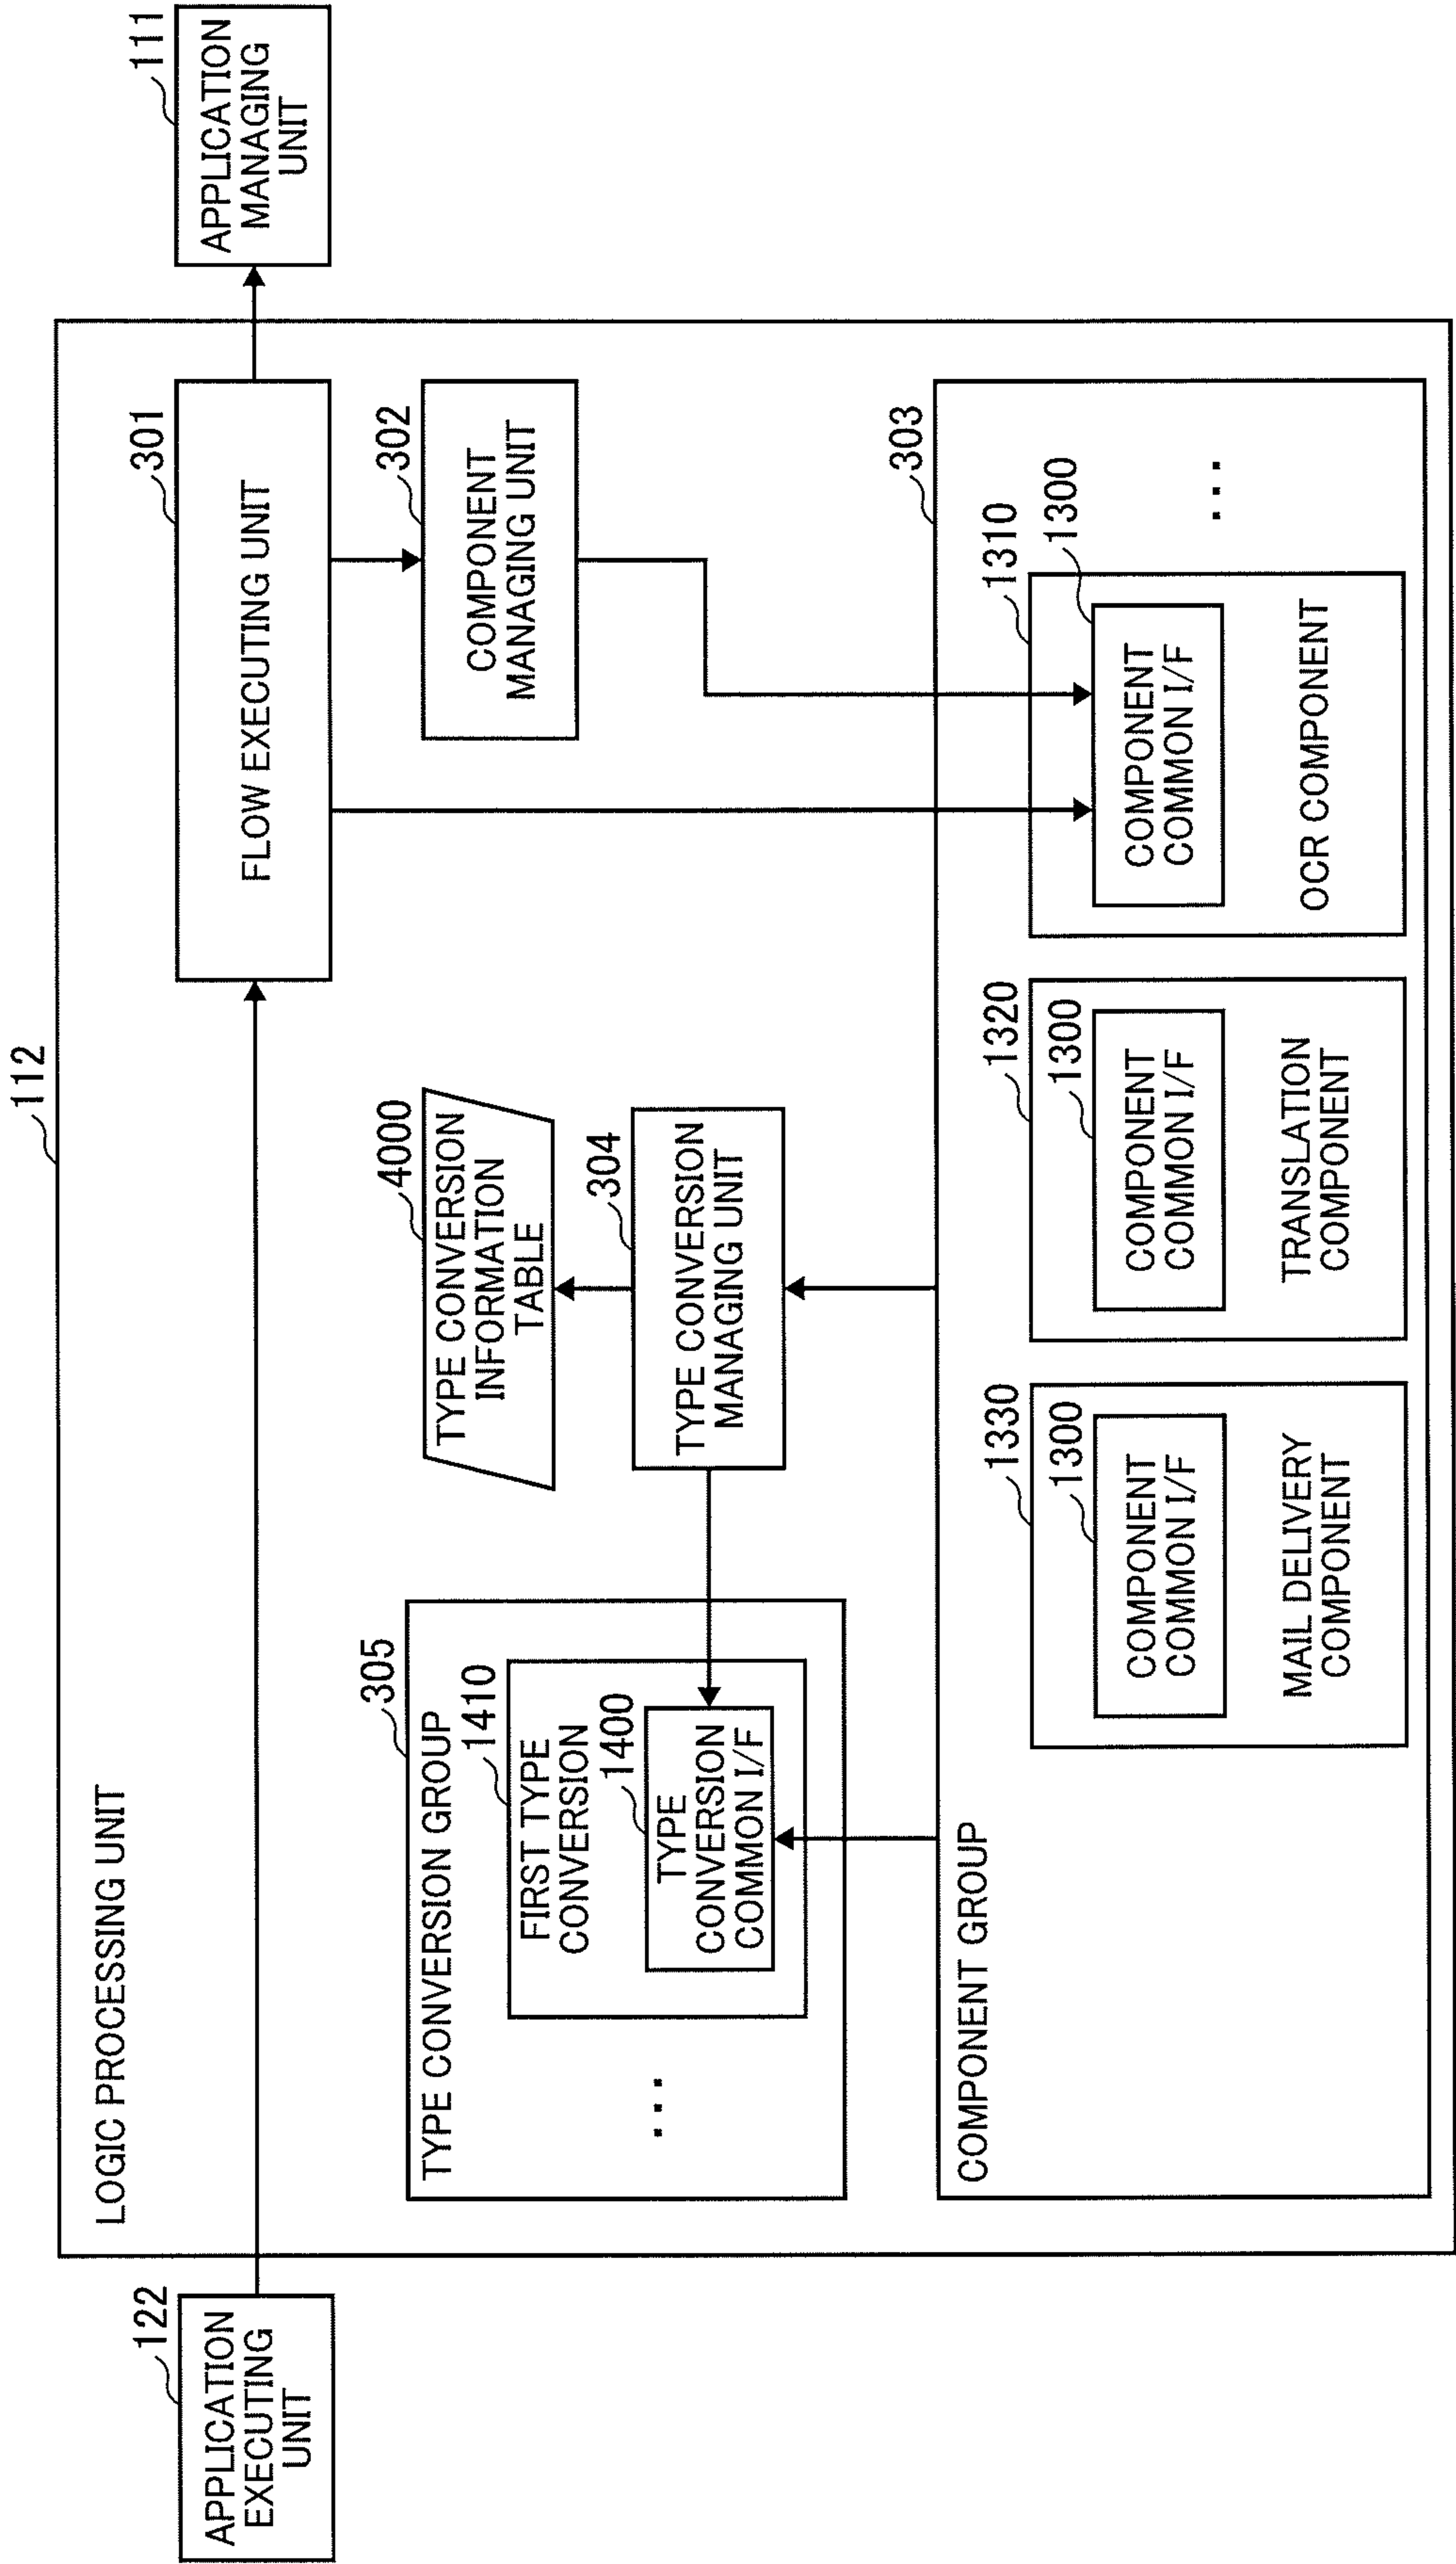 112
LOGIC PROCESSING UNIT
122
APPLICATION
EXECUTING
UNIT
301
FLOW EXECUTING UNIT
111
APPLICATION
MANAGING
UNIT
305
TYPE CONVERSION GROUP
1410
FIRST TYPE
CONVERSION
1400
TYPE
CONVERSION
COMMON I/F
...
4000
TYPE CONVERSION
INFORMATION
TABLE
304
TYPE CONVERSION
MANAGING UNIT
302
COMPONENT
MANAGING UNIT
303
COMPONENT GROUP
1330
1300
COMPONENT
COMMON I/F
MAIL DELIVERY
COMPONENT
1320
1300
COMPONENT
COMMON I/F
TRANSLATION
COMPONENT
1310
1300
COMPONENT
COMMON I/F
OCR COMPONENT
...